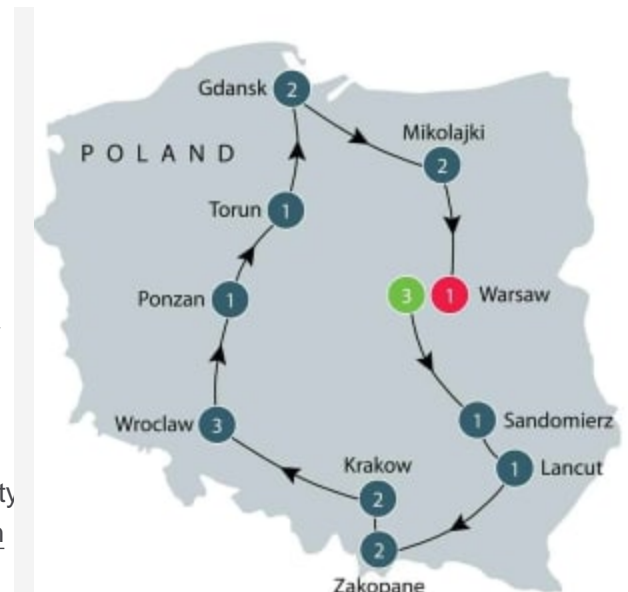 Gdansk 2
Mikolajki
POLAND
2
Torun 1
Ponzan 1
3 1 Warsaw
Wroclaw 3
1 Sandomierz
Krakow
1 Lancut
ty
2
2
Zakopane